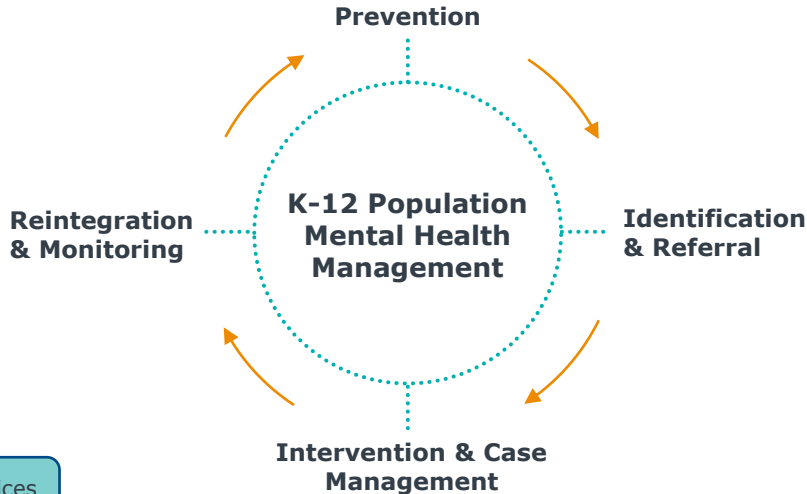 Prevention
K-12 Population
Mental Health
Management
Reintegration
& Monitoring
Identification
& Referral
Intervention & Case
Management